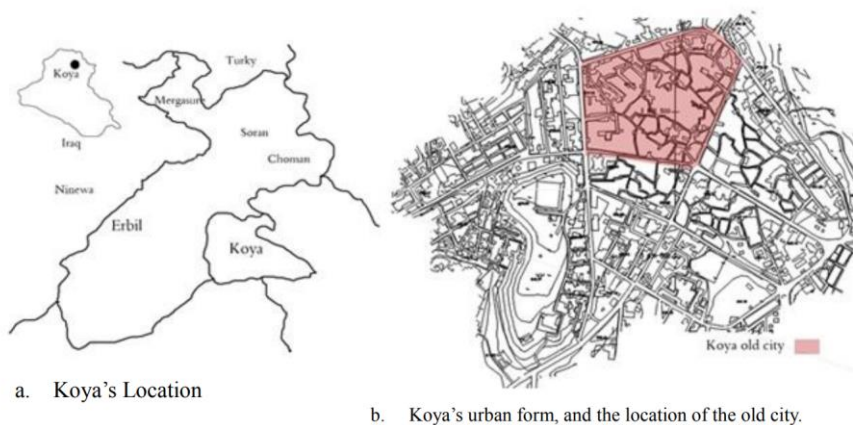 Turky
Koya
Mergasure
Iraq
Soran
Choman
Ninewa
Erbil
Koya
Koya old city
a. Koya's Location
b. Koya's urban form, and the location of the old city.